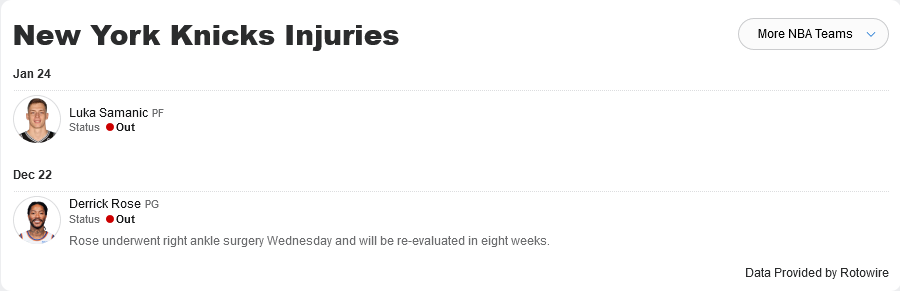 New York Knicks Injuries
More NBA Teams
Jan 24
Luka Samanic PF
Status Out
Dec 22
Derrick Rose PG
Status Out
Rose underwent right ankle surgery Wednesday and will be re-evaluated in eight weeks.
Data Provided by Rotowire